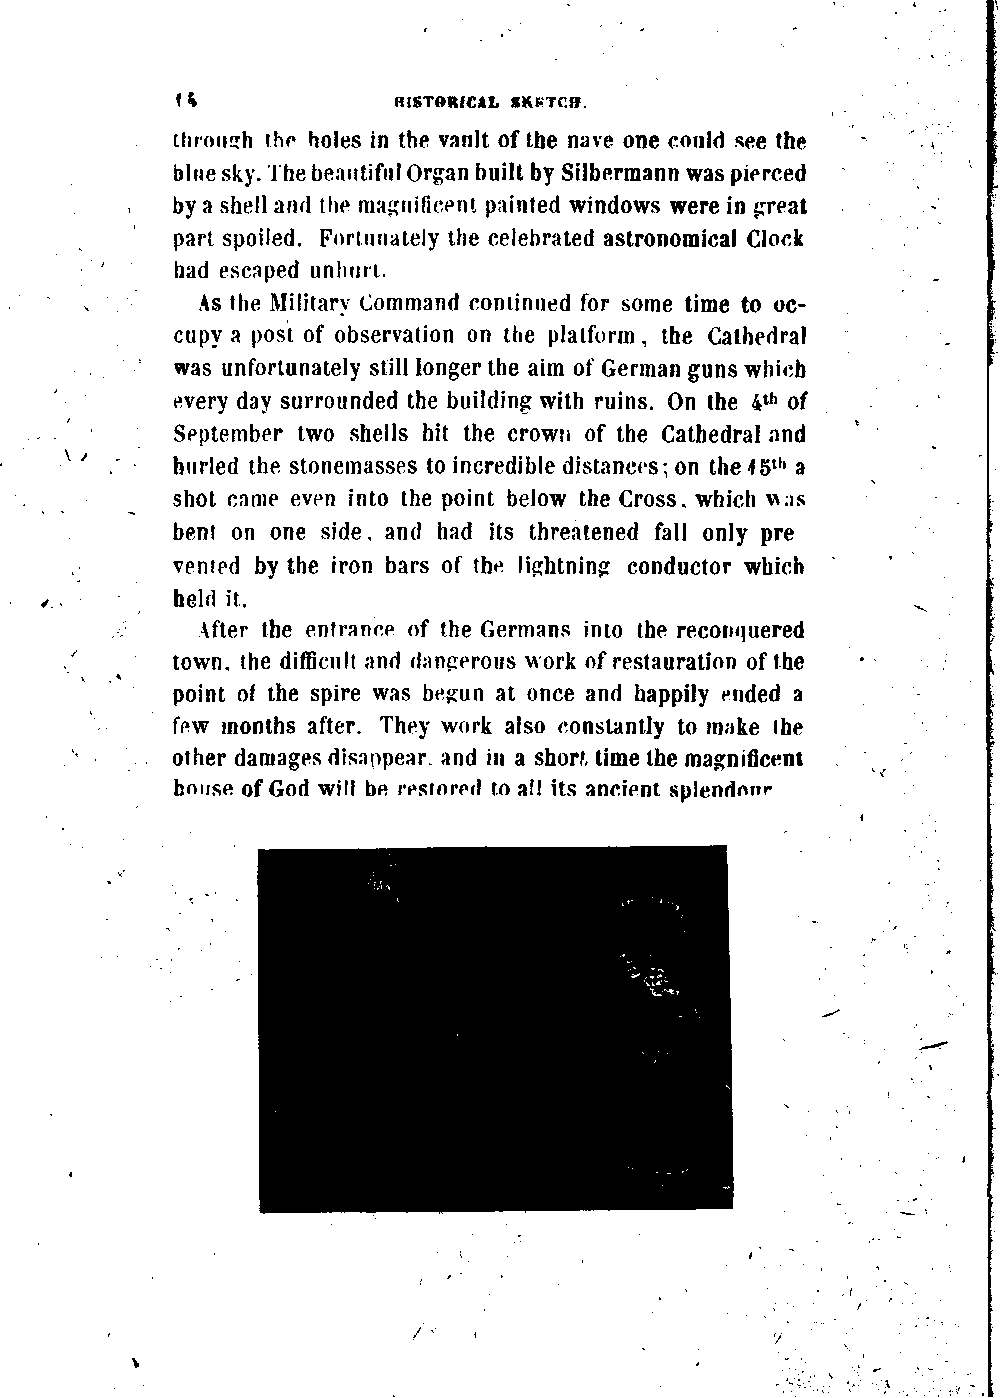 14 HISTORICAL SKETCH.
through the holes in the vault of the nave one could see the
blue sky. The beautiful Organ built by Silbermann was pierced
by a shell and the magnificent painted windows were in great
part spoiled. Fortunately the celebrated astronomical Clock
had escaped unhurt.
As the Military Command continued for some time to oc-
cupy a post of observation on the platform, the Cathedral
was unfortunately still longer the aim of German guns which
every day surrounded the building with ruins. On the 4th of
September two shells hit the crown of the Cathedral and
hurled the stonemasses to incredible distances; on the 15th a
shot came even into the point below the Cross, which was
bent on one side, and had its threatened fall only pre
vented by the iron bars of the lightning conductor which
held it.
After the entrance of the Germans into the reconquered
town, the difficult and dangerous work of restauration of the
point of the spire was begun at once and happily ended a
few months after. They work also constantly to make the
other damages disappear, and in a short time the magnificent
house of God will be restored to all its ancient splendour